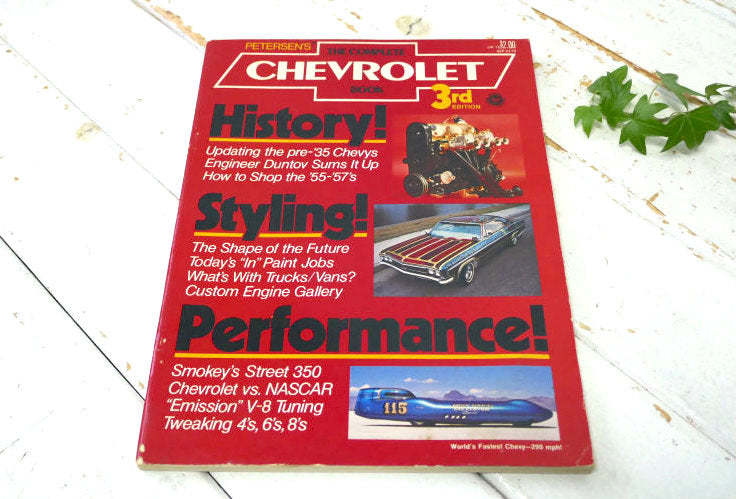 PETERSEN'S
THE COMPLETE
$2.00
CHEVROLET
BOOK
3rd
EDITION
History!
Updating the pre-'35 Chevys
Engineer Duntov Sums It Up
How to Shop the '55-'57's
Styling!
The Shape of the Future
Today's "In" Paint Jobs
What's With Trucks/Vans?
Custom Engine Gallery
Performance!
Smokey's Street 350
Chevrolet vs. NASCAR
"Emission" V-8 Tuning
Tweaking 4's, 6's, 8's
115
World's Fastest Chevy—290 mph!